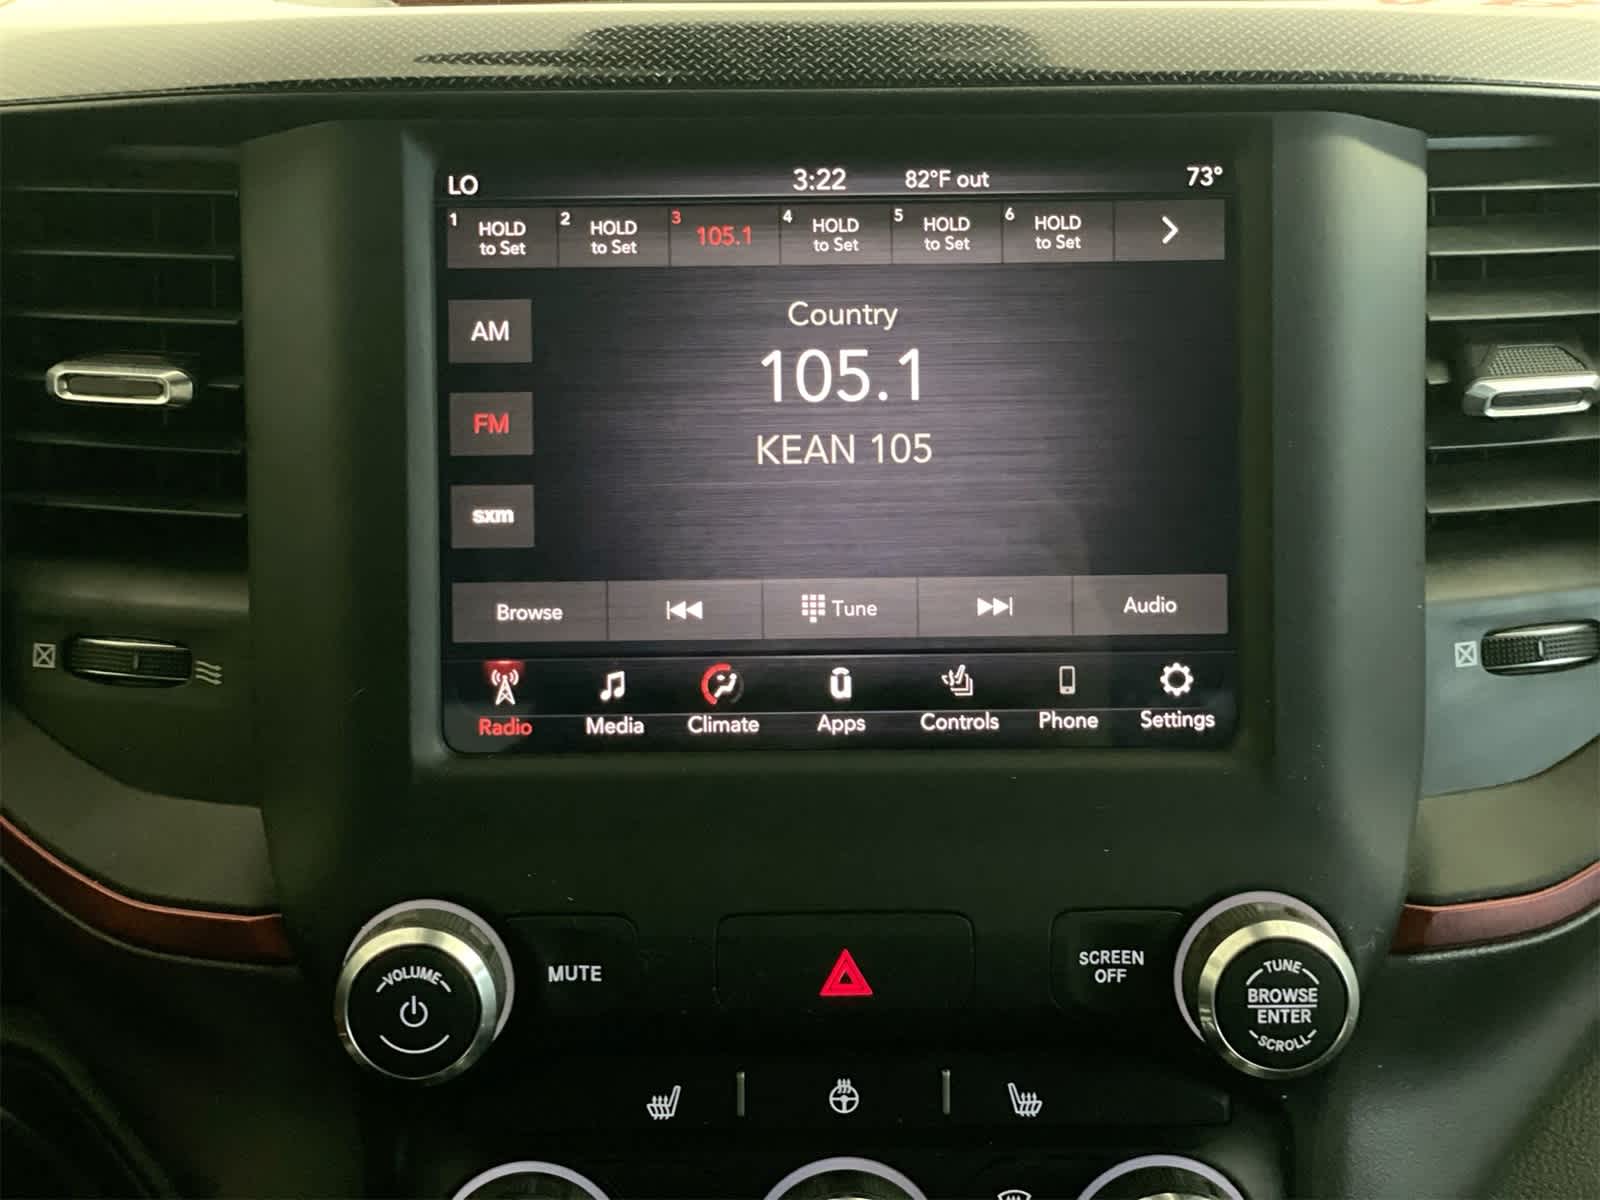 LO 3:22 82°F out 73°
1 HOLD to Set 2 HOLD to Set 3 105.1 4 HOLD to Set 5 HOLD to Set 6 HOLD to Set
AM
FM
sxm
Country
105.1
KEAN 105
Browse Tune Audio
Radio Media Climate Apps Controls Phone Settings
VOLUME
MUTE
SCREEN
OFF
TUNE
BROWSE
ENTER
SCROLL